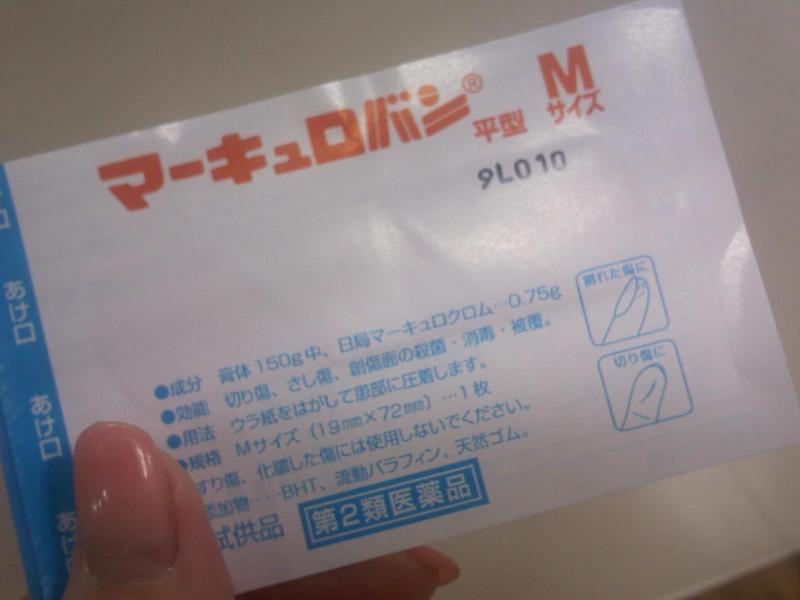 マーキュロバン® 平型 Mサイズ
9L010
●成分 膏体150g中、日局マーキュロクロム…0.75g
●効能 切り傷、さし傷、創傷面の殺菌・消毒・被覆。
●用法 ウラ紙をはがして患部に圧着します。
●規格 Mサイズ(19mm×72mm)…1枚
すり傷、化膿した傷には使用しないでください。
添加物……BHT、流動パラフィン、天然ゴム。
試供品 第2類医薬品
割れた傷に
切り傷に
あけ口
あけ口